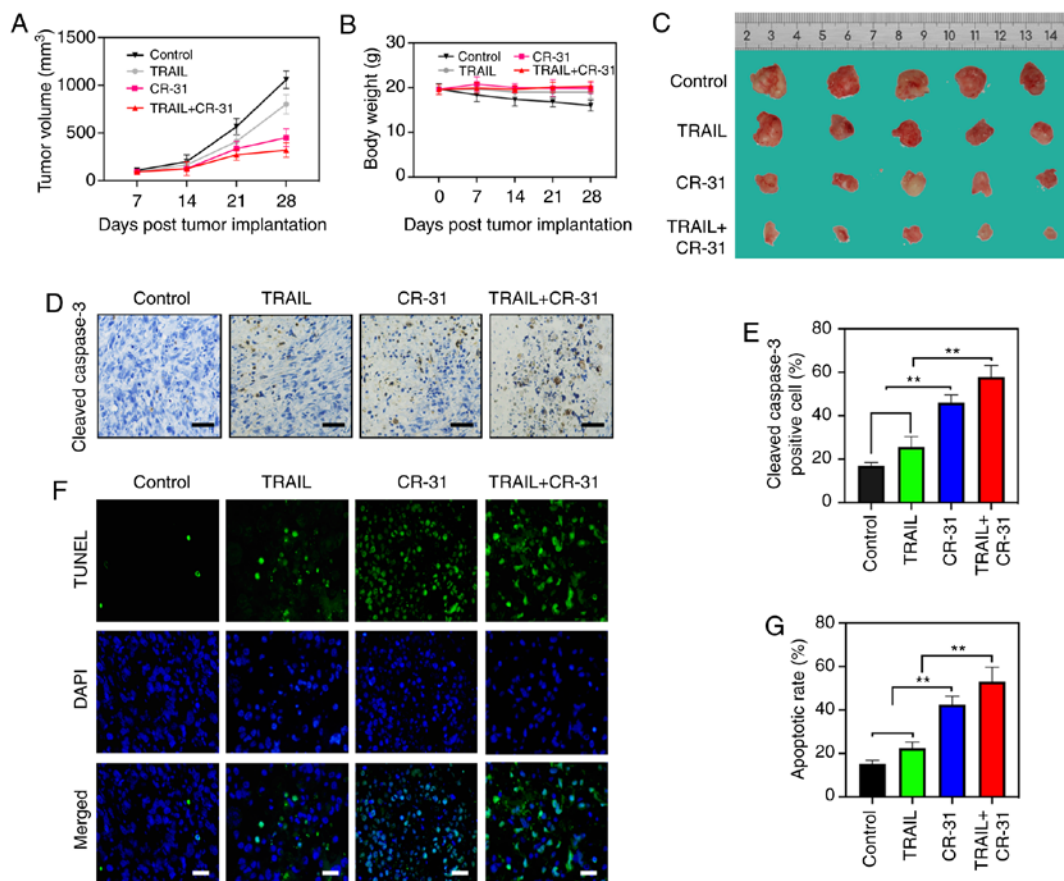 A
Tumor volume (mm³)
1500
1000
500
0
Control
TRAIL
CR-31
TRAIL+CR-31
7 14 21 28
Days post tumor implantation
B
Body weight (g)
30
20
10
0
Control
TRAIL
CR-31
TRAIL+CR-31
0 7 14 21 28
Days post tumor implantation
C
2 3 4 5 6 7 8 9 10 11 12 13 14
Control
TRAIL
CR-31
TRAIL+
CR-31
D
Control TRAIL CR-31 TRAIL+CR-31
Cleaved caspase-3
E
Cleaved caspase-3
positive cell (%)
80
60
40
20
0
**
**
Control
TRAIL
CR-31
TRAIL+
CR-31
F
Control TRAIL CR-31 TRAIL+CR-31
TUNEL
DAPI
Merged
G
Apoptotic rate (%)
80
60
40
20
0
**
**
Control
TRAIL
CR-31
TRAIL+
CR-31